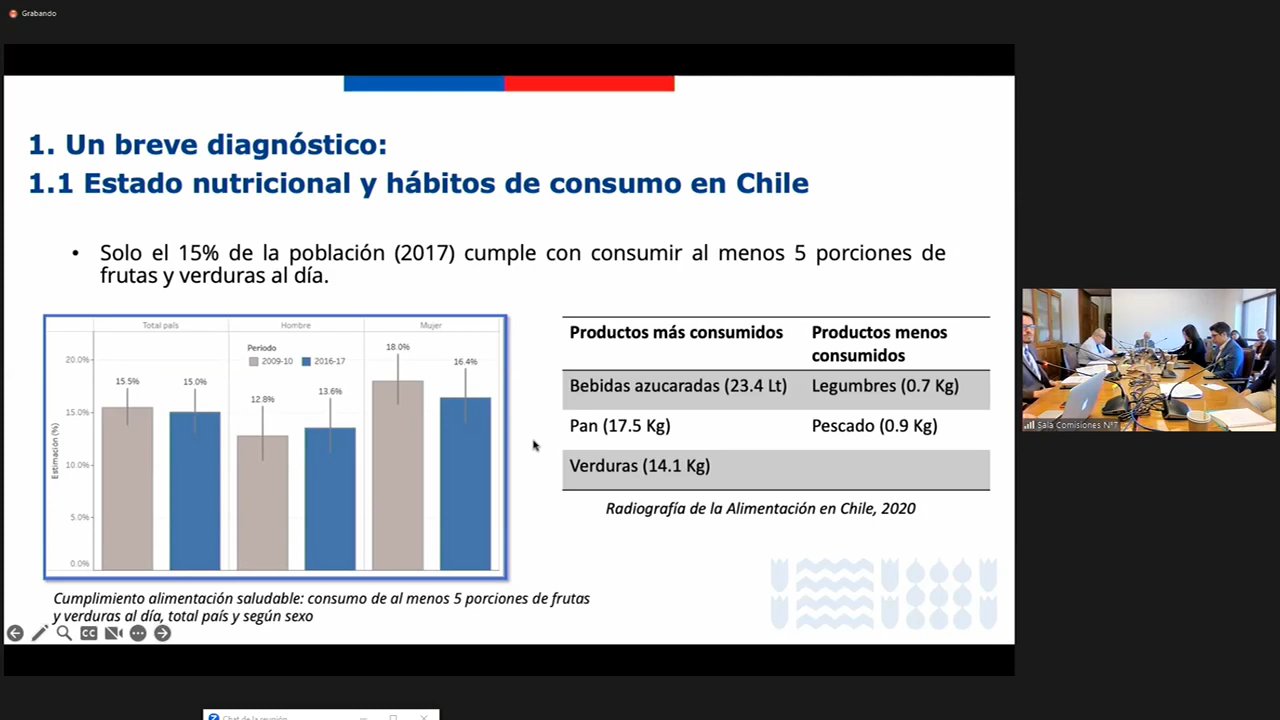 Grabando
1. Un breve diagnóstico:
1.1 Estado nutricional y hábitos de consumo en Chile
• Solo el 15% de la población (2017) cumple con consumir al menos 5 porciones de
frutas y verduras al día.
Total país Hombre Mujer
Periodo
2009-10 2016-17
Estimación (%)
20.0%
15.0%
10.0%
5.0%
0.0%
15.5% 15.0% 12.8% 13.6% 18.0% 16.4%
Cumplimiento alimentación saludable: consumo de al menos 5 porciones de frutas
y verduras al día, total país y según sexo
Productos más consumidos Productos menos
consumidos
Bebidas azucaradas (23.4 Lt) Legumbres (0.7 Kg)
Pan (17.5 Kg) Pescado (0.9 Kg)
Verduras (14.1 Kg)
Radiografía de la Alimentación en Chile, 2020
CC
Sala Comisiones N°7
Chat de la reunión